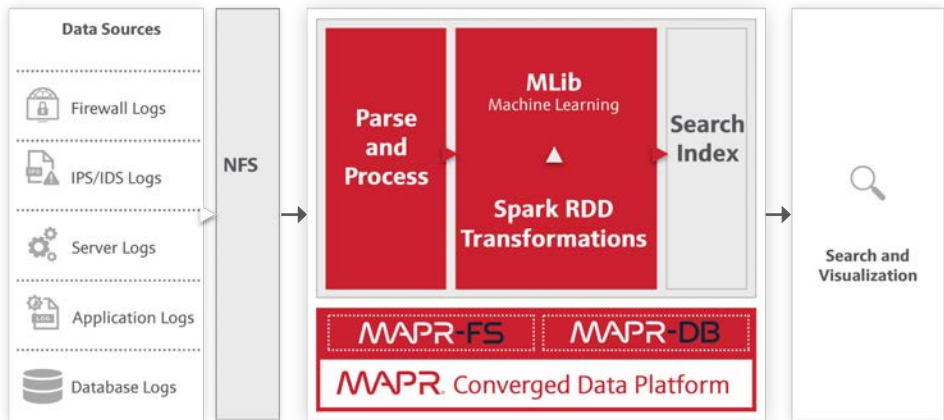 Data Sources
Firewall Logs
IPS/IDS Logs
Server Logs
LOG
Application Logs
Database Logs
NFS
Parse
and
Process
MLib
Machine Learning
Spark RDD
Transformations
Search
Index
MAPR-FS
MAPR-DB
MAPR. Converged Data Platform
Search and
Visualization